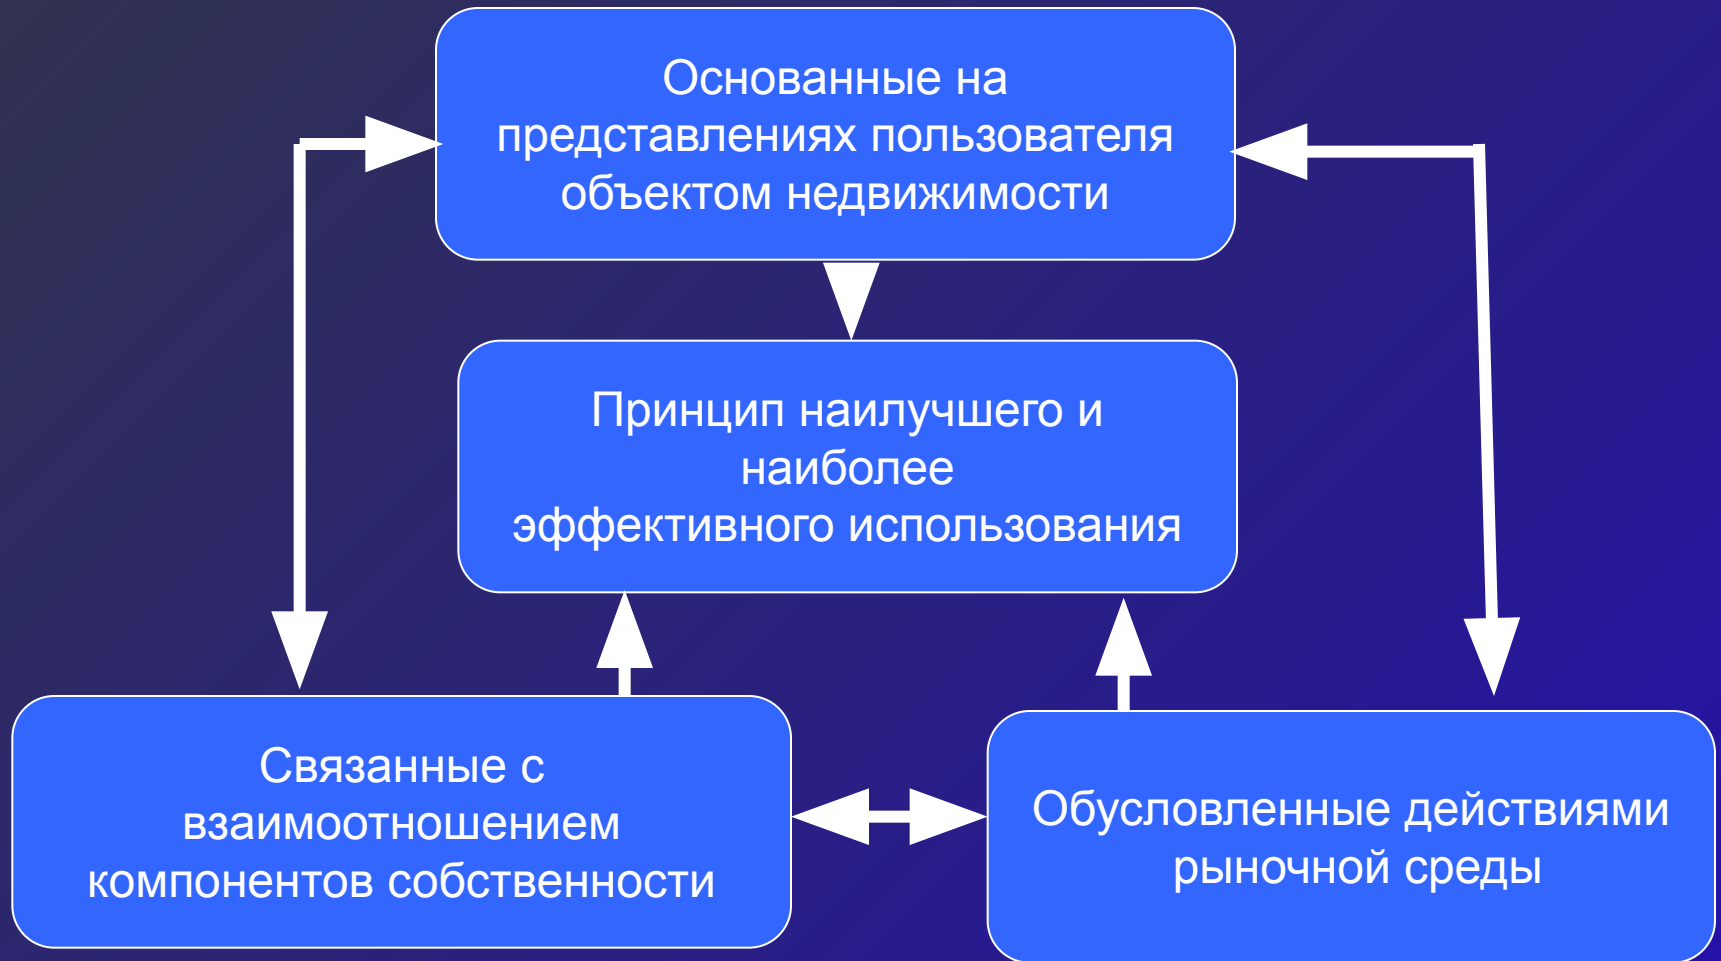 Основанные на
представлениях пользователя
объектом недвижимости
Принцип наилучшего и
наиболее
эффективного использования
Связанные с
взаимоотношением
компонентов собственности
Обусловленные действиями
рыночной среды